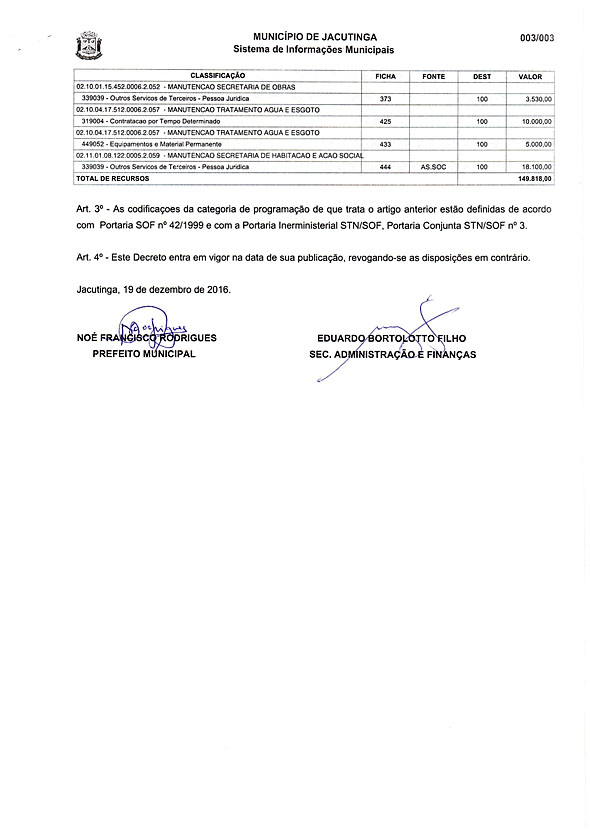 MUNICÍPIO DE JACUTINGA 003/003
Sistema de Informações Municipais
CLASSIFICAÇÃO FICHA FONTE DEST VALOR
02.10.01.15.452.0006.2.052 - MANUTENCAO SECRETARIA DE OBRAS
339039 - Outros Servicos de Terceiros - Pessoa Juridica 373 100 3.530,00
02.10.04.17.512.0006.2.057 - MANUTENCAO TRATAMENTO AGUA E ESGOTO
319004 - Contratacao por Tempo Determinado 425 100 10.000,00
02.10.04.17.512.0006.2.057 - MANUTENCAO TRATAMENTO AGUA E ESGOTO
449052 - Equipamentos e Material Permanente 433 100 5.000,00
02.11.01.08.122.0005.2.059 - MANUTENCAO SECRETARIA DE HABITACAO E ACAO SOCIAL
339039 - Outros Servicos de Terceiros - Pessoa Juridica 444 AS.SOC 100 18.100,00
TOTAL DE RECURSOS 149.818,00
Art. 3º - As codificaçoes da categoria de programação de que trata o artigo anterior estão definidas de acordo
com Portaria SOF nº 42/1999 e com a Portaria Inerministerial STN/SOF, Portaria Conjunta STN/SOF nº 3.
Art. 4º - Este Decreto entra em vigor na data de sua publicação, revogando-se as disposições em contrário.
Jacutinga, 19 de dezembro de 2016.
NOÉ FRANCISCO RODRIGUES EDUARDO BORTOLOTTO FILHO
PREFEITO MUNICIPAL SEC. ADMINISTRAÇÃO E FINANÇAS